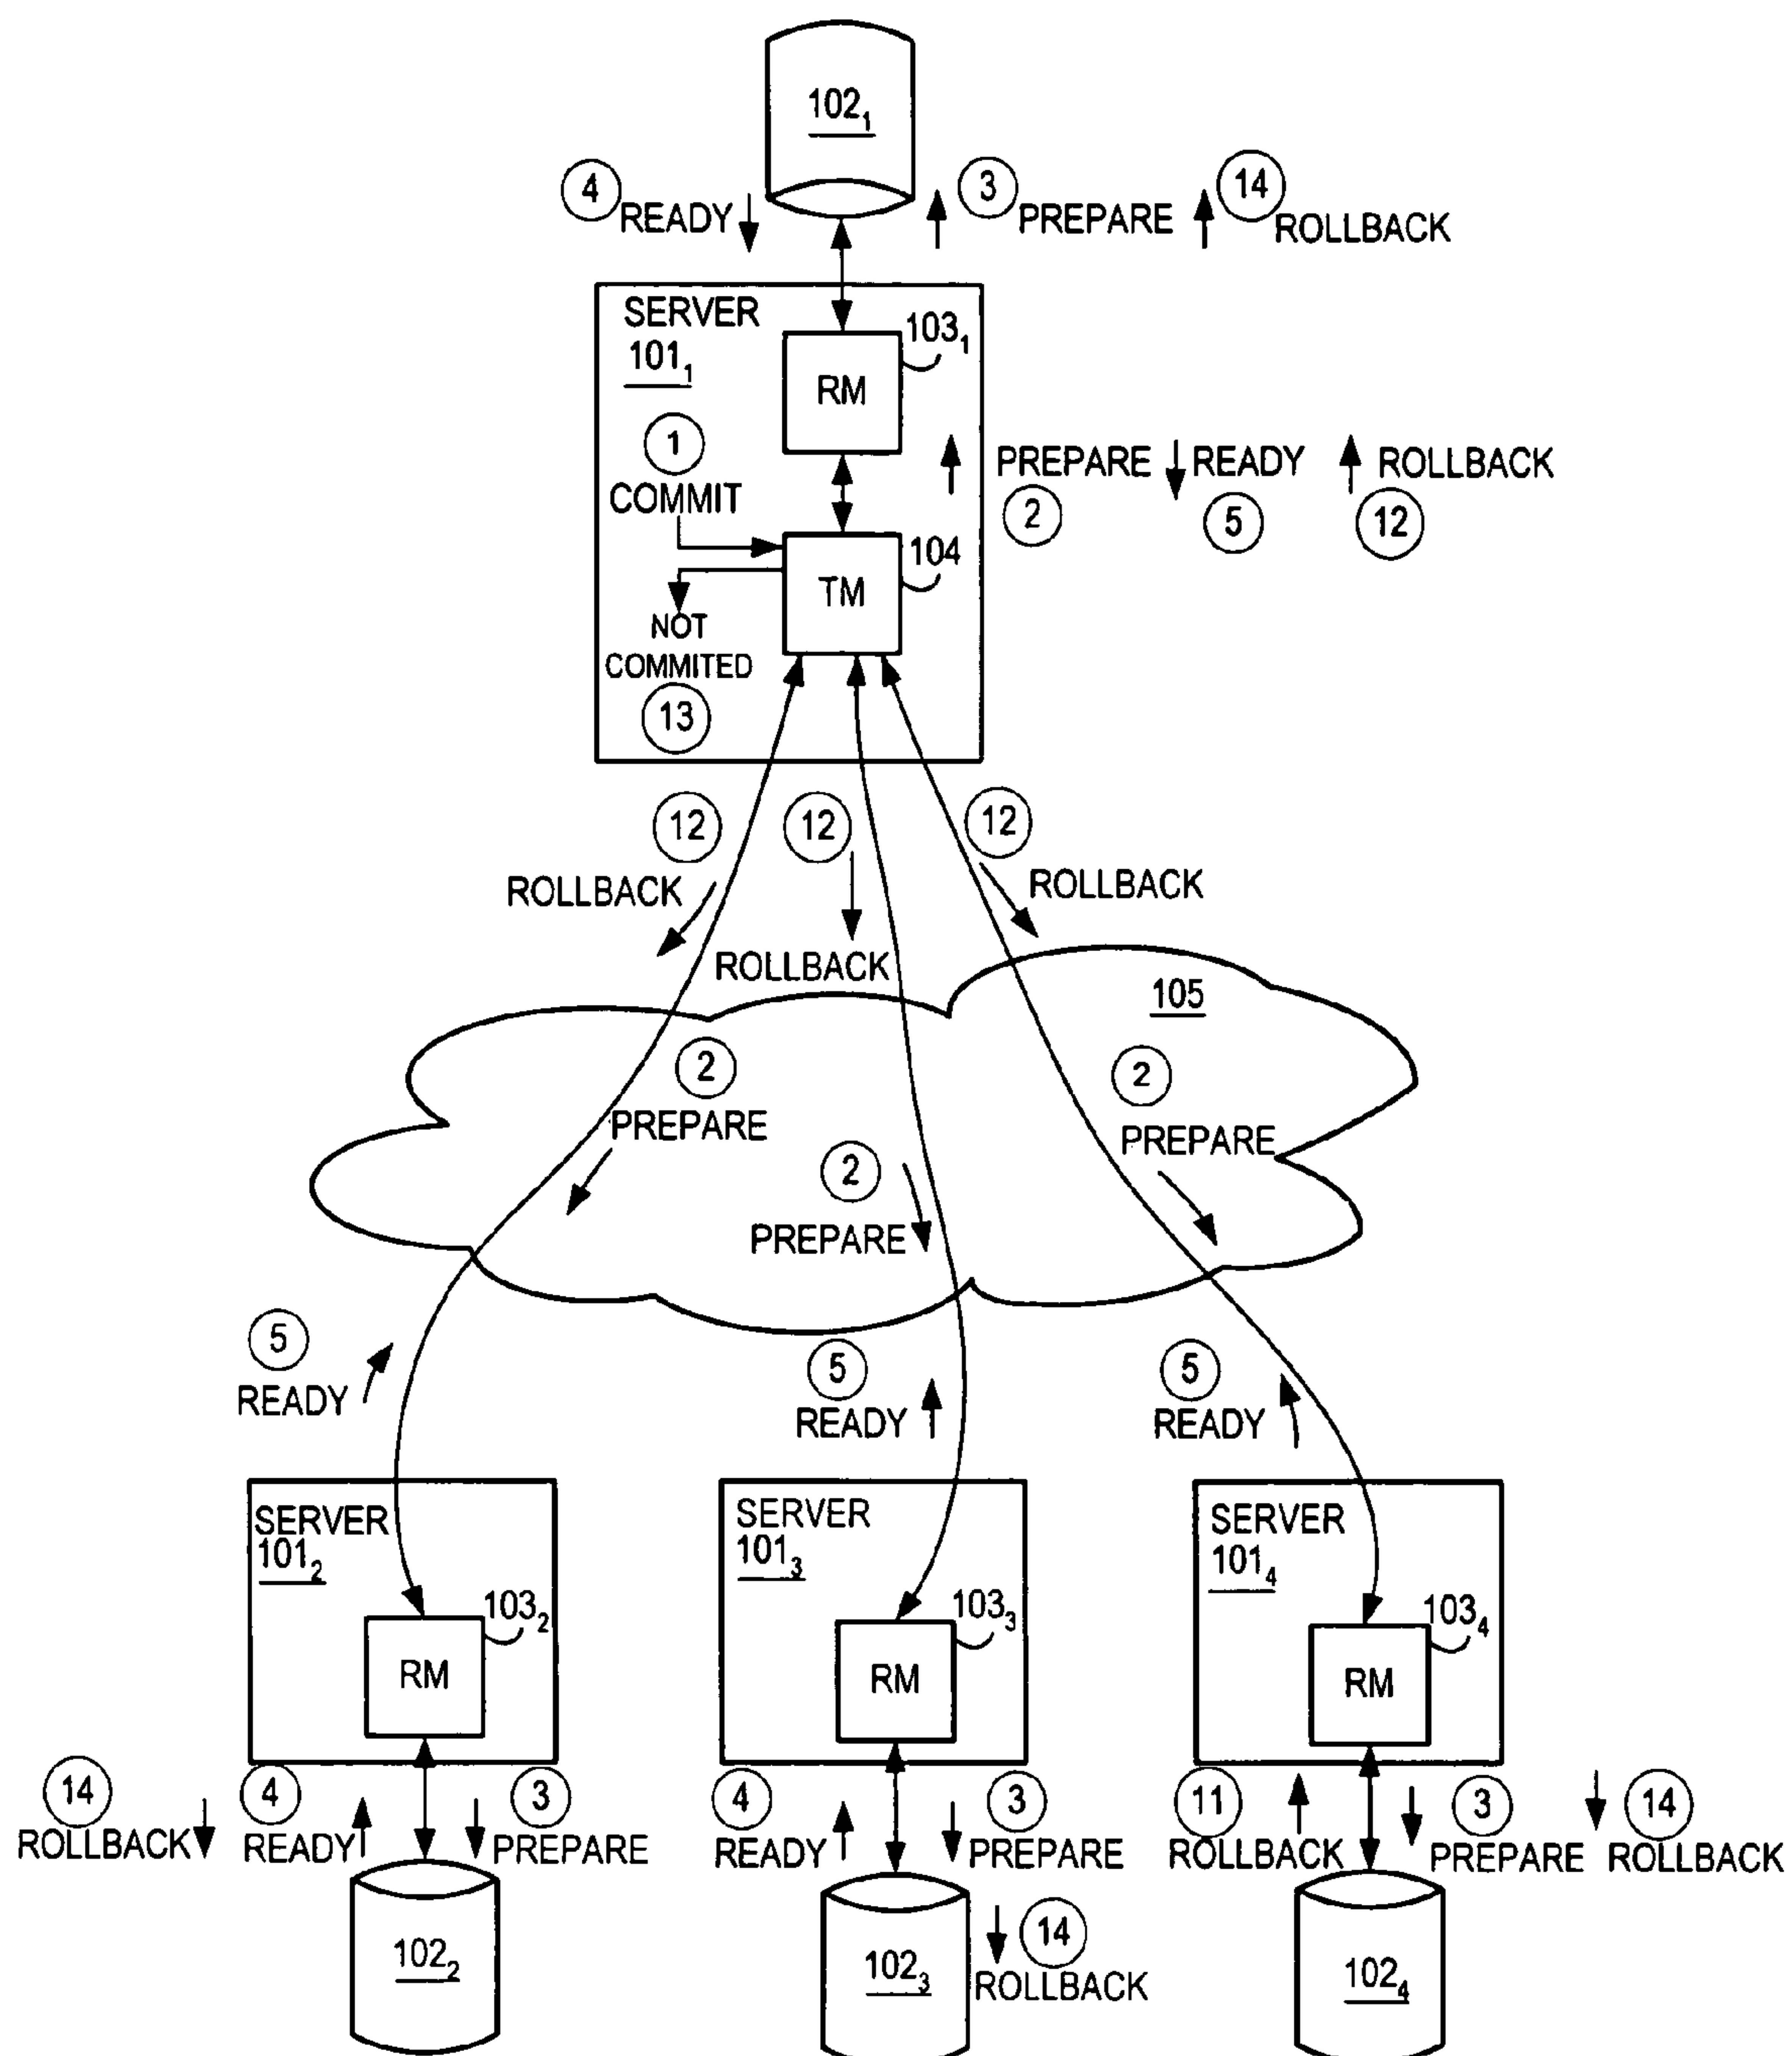 102₁
4 READY
3 PREPARE
14 ROLLBACK
SERVER
101₁
103₁
RM
1
COMMIT
PREPARE READY ROLLBACK
2 5 12
104
TM
NOT
COMMITED
13
12 12 12
ROLLBACK
ROLLBACK
ROLLBACK
105
2
PREPARE
2
PREPARE
2
PREPARE
5
READY
5
READY
5
READY
SERVER
101₂
103₂
RM
SERVER
101₃
103₃
RM
SERVER
101₄
103₄
RM
14
ROLLBACK
4
READY
3
PREPARE
4
READY
3
PREPARE
11
ROLLBACK
3
PREPARE
14
ROLLBACK
102₂
102₃
14
ROLLBACK
102₄